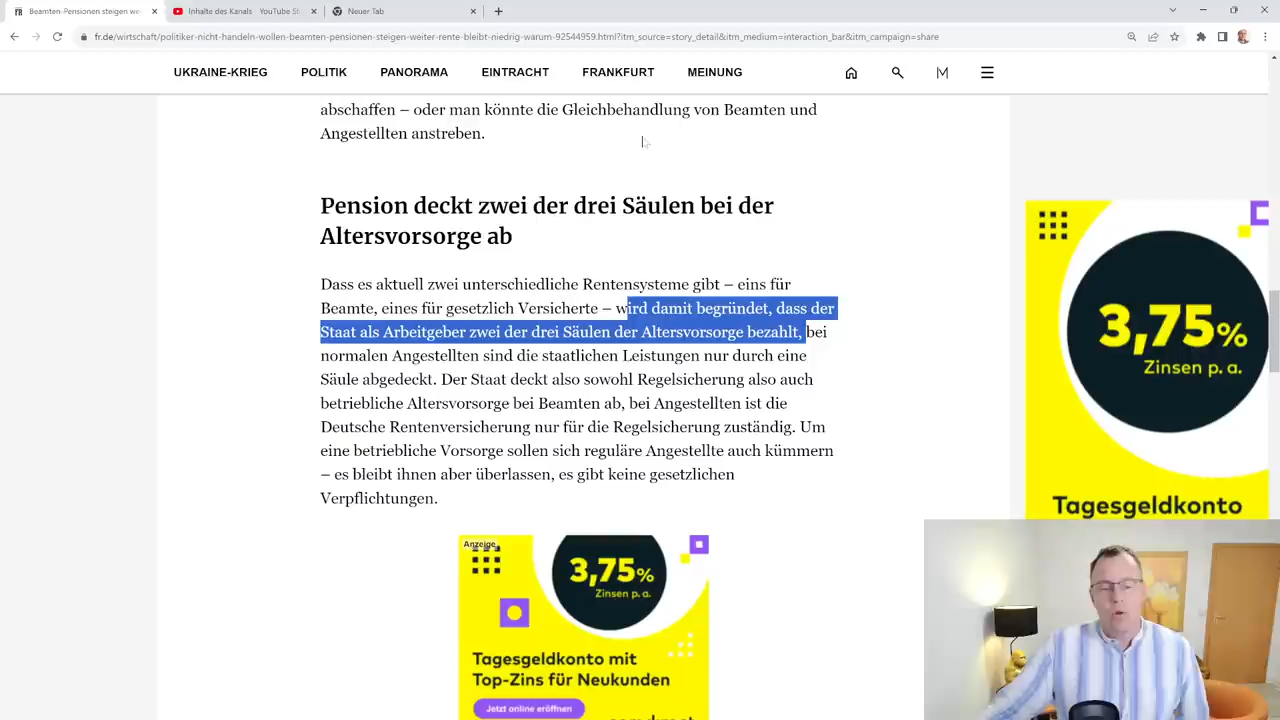 Beamten-Pensionen steigen we
Inhalte des Kanals - YouTube St
Neuer Tab
fr.de/wirtschaft/politiker-nicht-handeln-wollen-beamten-pensionen-steigen-weiter-rente-bleibt-niedrig-warum-92544959.html?itm_source=story_detail&itm_medium=interaction_bar&itm_campaign=share
UKRAINE-KRIEG POLITIK PANORAMA EINTRACHT FRANKFURT MEINUNG
abschaffen – oder man könnte die Gleichbehandlung von Beamten und
Angestellten anstreben.
Pension deckt zwei der drei Säulen bei der
Altersvorsorge ab
Dass es aktuell zwei unterschiedliche Rentensysteme gibt – eins für
Beamte, eines für gesetzlich Versicherte – wird damit begründet, dass der
Staat als Arbeitgeber zwei der drei Säulen der Altersvorsorge bezahlt, bei
normalen Angestellten sind die staatlichen Leistungen nur durch eine
Säule abgedeckt. Der Staat deckt also sowohl Regelsicherung also auch
betriebliche Altersvorsorge bei Beamten ab, bei Angestellten ist die
Deutsche Rentenversicherung nur für die Regelsicherung zuständig. Um
eine betriebliche Vorsorge sollen sich reguläre Angestellte auch kümmern
– es bleibt ihnen aber überlassen, es gibt keine gesetzlichen
Verpflichtungen.
Anzeige
3,75%
Zinsen p. a.
Tagesgeldkonto mit
Top-Zins für Neukunden
Jetzt online eröffnen
3,75%
Zinsen p. a.
Tagesgeldkonto